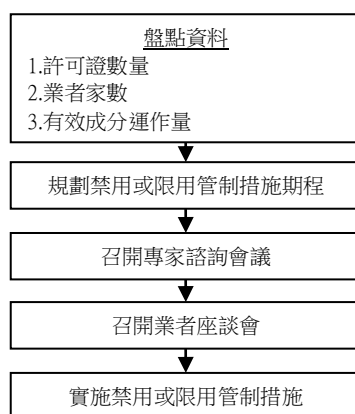 盤點資料
1.許可證數量
2.業者家數
3.有效成分運作量
規劃禁用或限用管制措施期程
召開專家諮詢會議
召開業者座談會
實施禁用或限用管制措施